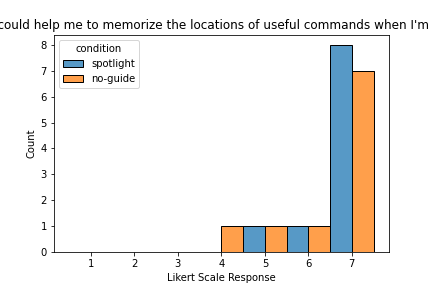 could help me to memorize the locations of useful commands when I'm
condition
spotlight
no-guide
8
7
6
5
4
3
2
1
0
Count
1 2 3 4 5 6 7
Likert Scale Response